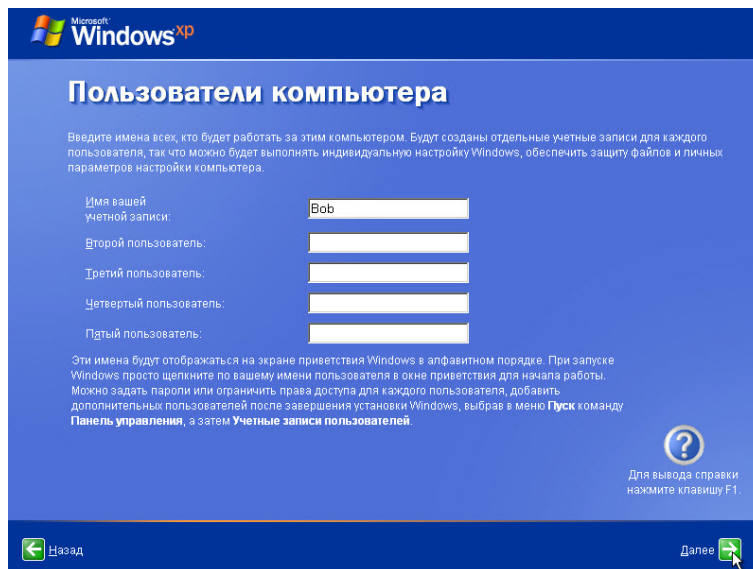 Microsoft
Windows xp
Пользователи компьютера
Введите имена всех, кто будет работать за этим компьютером. Будут созданы отдельные учетные записи для каждого
пользователя, так что можно будет выполнять индивидуальную настройку Windows, обеспечить защиту файлов и личных
параметров настройки компьютера.
Имя вашей
учетной записи:
Bob
Второй пользователь:
Третий пользователь:
Четвертый пользователь:
Пятый пользователь:
Эти имена будут отображаться на экране приветствия Windows в алфавитном порядке. При запуске
Windows просто щелкните по вашему имени пользователя в окне приветствия для начала работы.
Можно задать пароли или ограничить права доступа для каждого пользователя, добавить
дополнительных пользователей после завершения установки Windows, выбрав в меню Пуск команду
Панель управления, а затем Учетные записи пользователей.
?
Для вывода справки
нажмите клавишу F1.
Назад
Далее